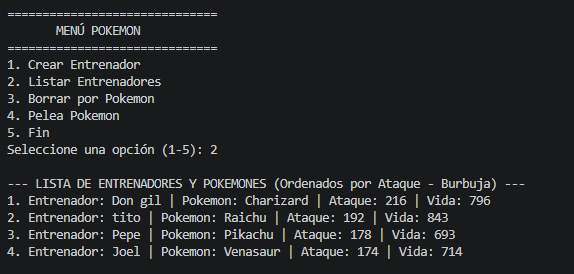 ==============================
MENÚ POKEMON
==============================
1. Crear Entrenador
2. Listar Entrenadores
3. Borrar por Pokemon
4. Pelea Pokemon
5. Fin
Seleccione una opción (1-5): 2
--- LISTA DE ENTRENADORES Y POKEMONES (Ordenados por Ataque - Burbuja) ---
1. Entrenador: Don gil | Pokemon: Charizard | Ataque: 216 | Vida: 796
2. Entrenador: tito | Pokemon: Raichu | Ataque: 192 | Vida: 843
3. Entrenador: Pepe | Pokemon: Pikachu | Ataque: 178 | Vida: 693
4. Entrenador: Joel | Pokemon: Venasaur | Ataque: 174 | Vida: 714